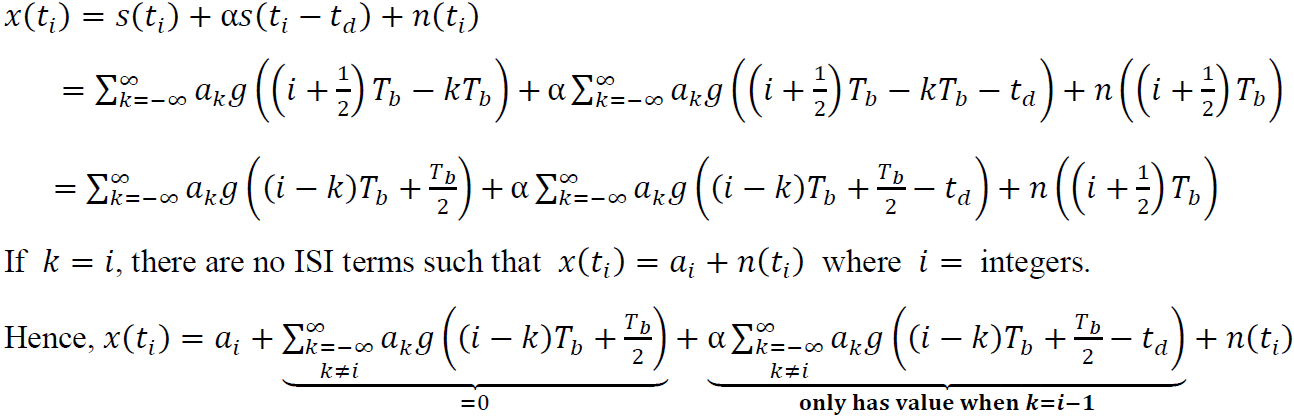 x(t_i) = s(t_i) + αs(t_i − t_d) + n(t_i)
= ∑_{k=−∞}^{∞} a_k g((i + 1/2) T_b − kT_b) + α ∑_{k=−∞}^{∞} a_k g((i + 1/2) T_b − kT_b − t_d) + n((i + 1/2) T_b)
= ∑_{k=−∞}^{∞} a_k g((i − k)T_b + T_b/2) + α ∑_{k=−∞}^{∞} a_k g((i − k)T_b + T_b/2 − t_d) + n((i + 1/2) T_b)
If k = i, there are no ISI terms such that x(t_i) = a_i + n(t_i) where i = integers.
Hence, x(t_i) = a_i + ∑_{k=−∞, k≠i}^{∞} a_k g((i − k)T_b + T_b/2) + α ∑_{k=−∞, k≠i}^{∞} a_k g((i − k)T_b + T_b/2 − t_d) + n(t_i)
=0 only has value when k=i−1